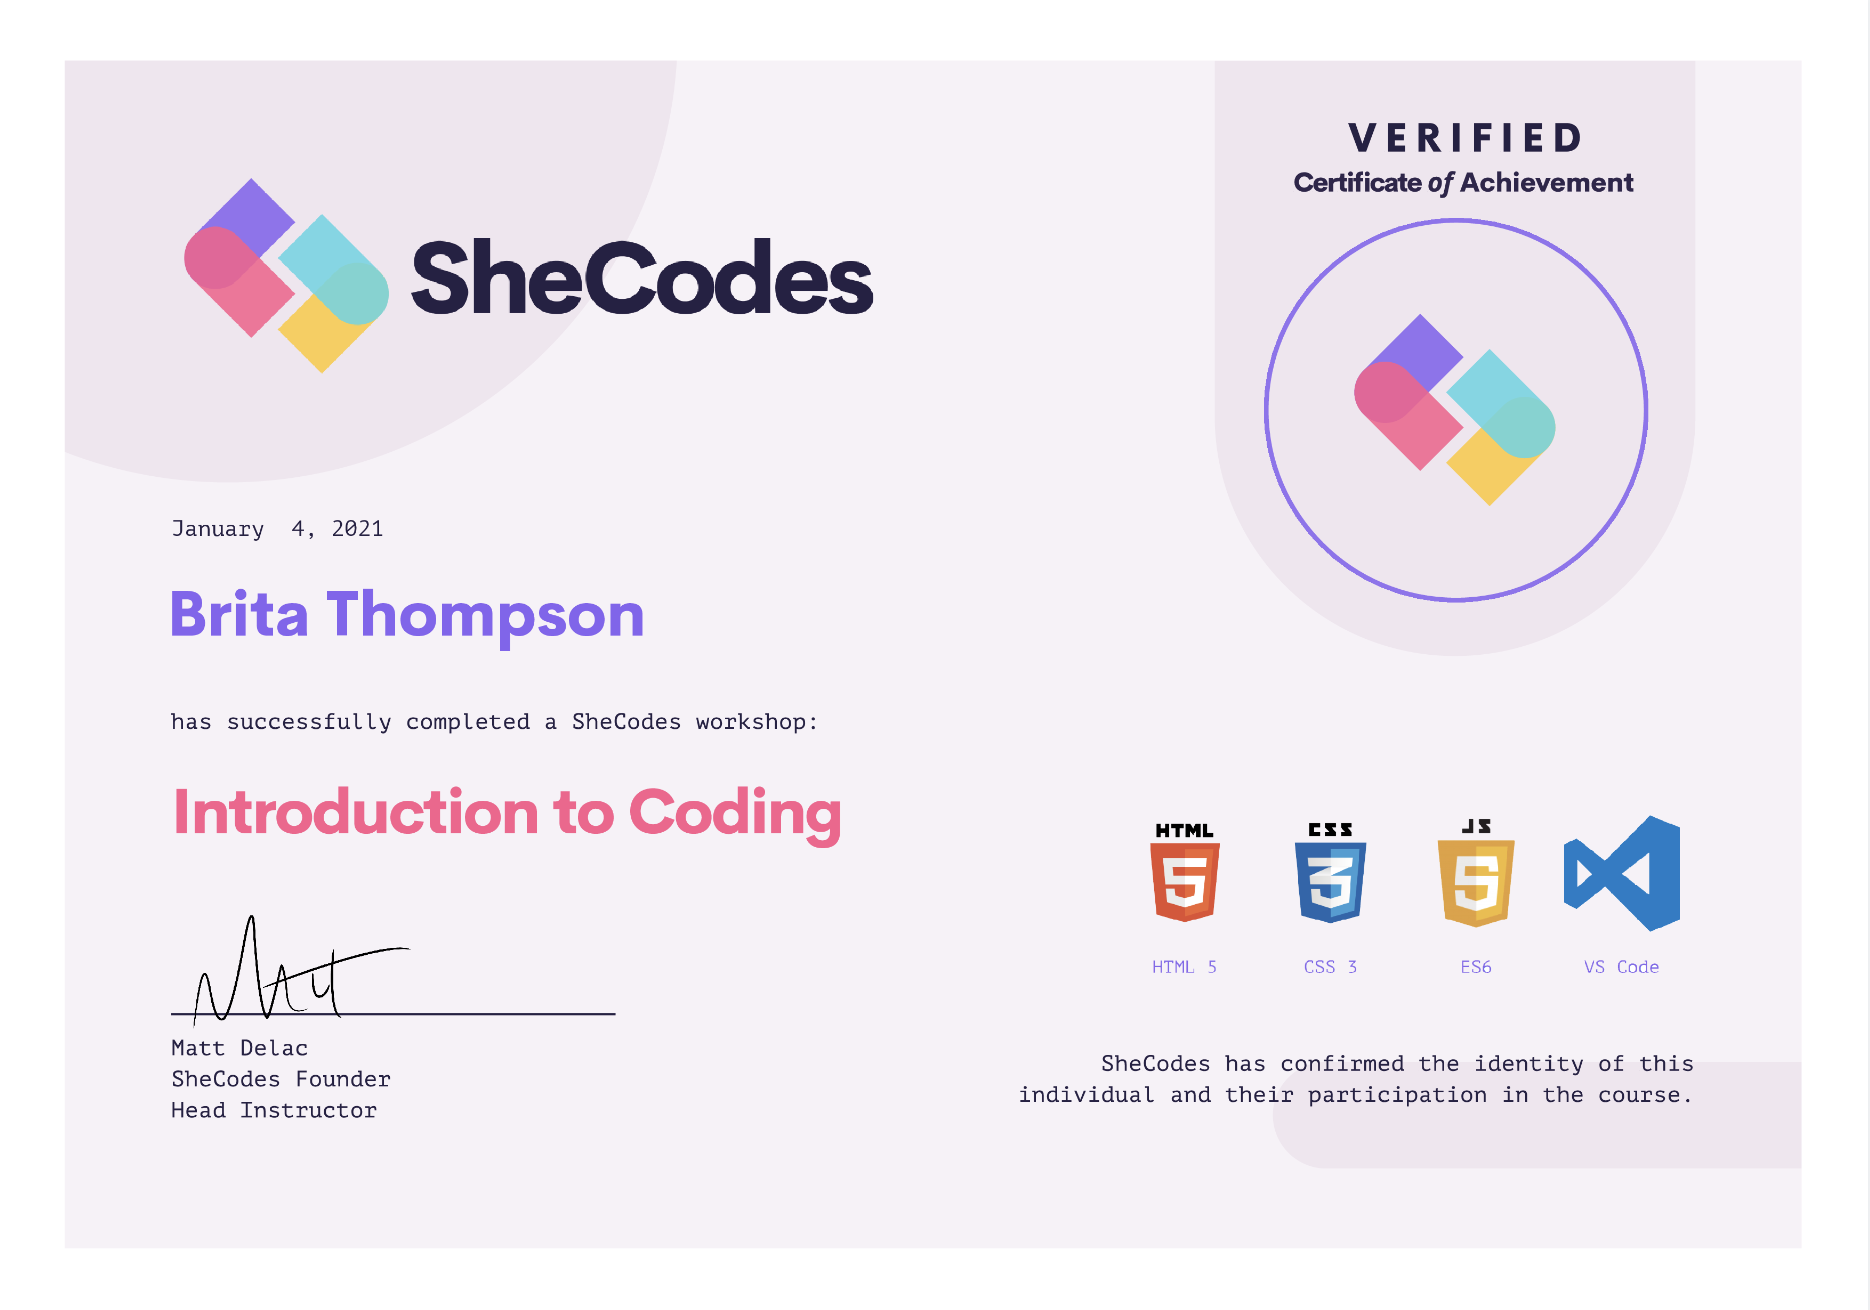 VERIFIED
Certificate of Achievement
SheCodes
January  4, 2021
Brita Thompson
has successfully completed a SheCodes workshop:
Introduction to Coding
HTML
CSS
JS
5
3
5
HTML 5
CSS 3
ES6
VS Code
Matt
Matt Delac
SheCodes Founder
Head Instructor
SheCodes has confirmed the identity of this
individual and their participation in the course.